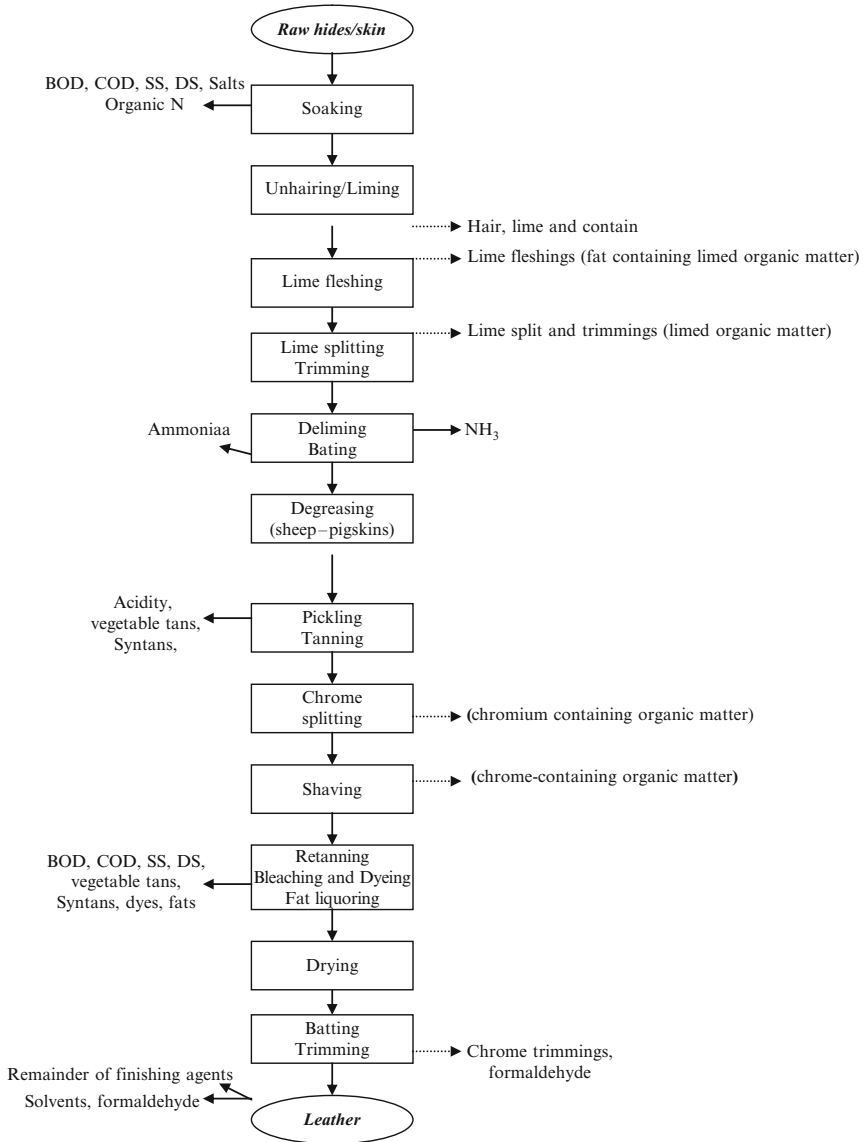 Raw hides/skin
BOD, COD, SS, DS, Salts
Organic N
Soaking
Unhairing/Liming
Hair, lime and contain
Lime fleshings (fat containing limed organic matter)
Lime fleshing
Lime split and trimmings (limed organic matter)
Lime splitting
Trimming
Ammoniaa
Deliming
Bating
NH₃
Degreasing
(sheep–pigskins)
Acidity,
vegetable tans,
Syntans,
Pickling
Tanning
Chrome
splitting
(chromium containing organic matter)
Shaving
(chrome-containing organic matter)
BOD, COD, SS, DS,
vegetable tans,
Syntans, dyes, fats
Retanning
Bleaching and Dyeing
Fat liquoring
Drying
Batting
Trimming
Chrome trimmings,
formaldehyde
Remainder of finishing agents
Solvents, formaldehyde
Leather